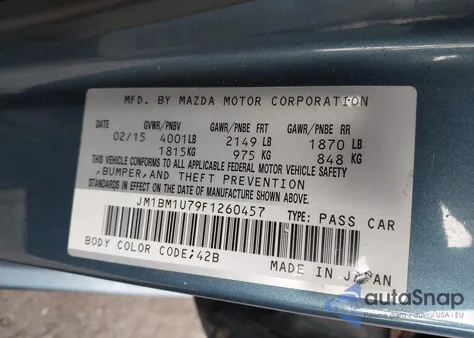 MFD. BY MAZDA MOTOR CORPORATION
DATE GVWR/PNBV GAWR/PNBE FRT GAWR/PNBE RR
02/15 4001LB 2149 LB 1870 LB
1815KG 975 KG 848 KG
THIS VEHICLE CONFORMS TO ALL APPLICABLE FEDERAL MOTOR VEHICLE SAFETY
,BUMPER,AND THEFT PREVENTION
STANDARDS IN EFFECT ON THE DATE OF MANUFACTURE SHOWN ABOVE.
JM1BM1U79F1260457 TYPE: PASS CAR
BODY COLOR CODE;42B
MADE IN JAPAN
autoSnap